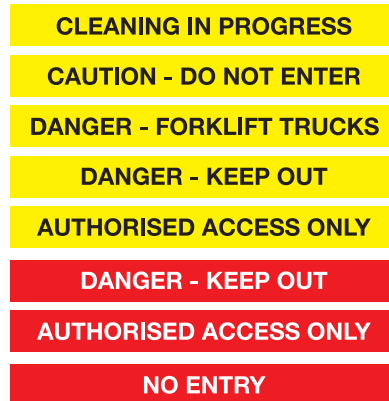 CLEANING IN PROGRESS
CAUTION - DO NOT ENTER
DANGER - FORKLIFT TRUCKS
DANGER - KEEP OUT
AUTHORISED ACCESS ONLY
DANGER - KEEP OUT
AUTHORISED ACCESS ONLY
NO ENTRY